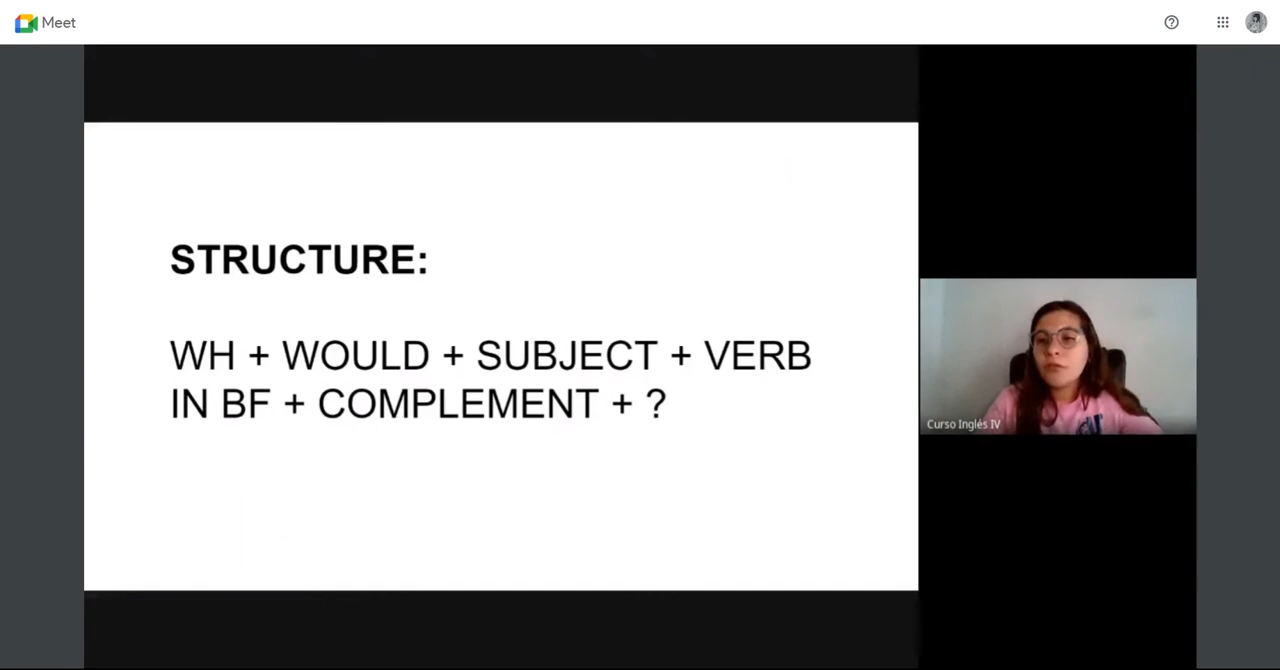 Meet
STRUCTURE:
WH + WOULD + SUBJECT + VERB
IN BF + COMPLEMENT + ?
Curso Inglés IV